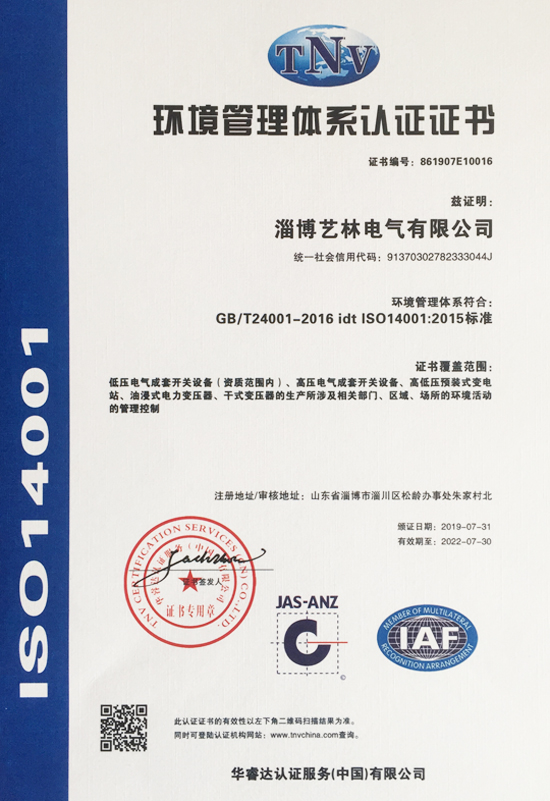 TNV
环境管理体系认证证书
证书编号：861907E10016
兹证明：
淄博艺林电气有限公司
统一社会信用代码：91370302782333044J
环境管理体系符合：
GB/T24001-2016 idt ISO14001:2015标准
证书覆盖范围：
低压电气成套开关设备（资质范围内）、高压电气成套开关设备、高低压预装式变电
站、油浸式电力变压器、干式变压器的生产所涉及相关部门、区域、场所的环境活动
的管理控制
注册地址/审核地址：山东省淄博市淄川区松龄办事处朱家村北
颁证日期：2019-07-31
有效期至：2022-07-30
ISO14001
TNV CERTIFICATION SERVICES (CN) CO.,LTD.
证书签发人
证书专用章
JAS-ANZ
C
©
MEMBER OF MULTILATERAL
IAF
RECOGNITION ARRANGEMENT
此认证证书的有效性以左下角二维码扫描结果为准。
同时可登陆认证机构网站：www.tnvchina.com查询。
华睿达认证服务(中国)有限公司